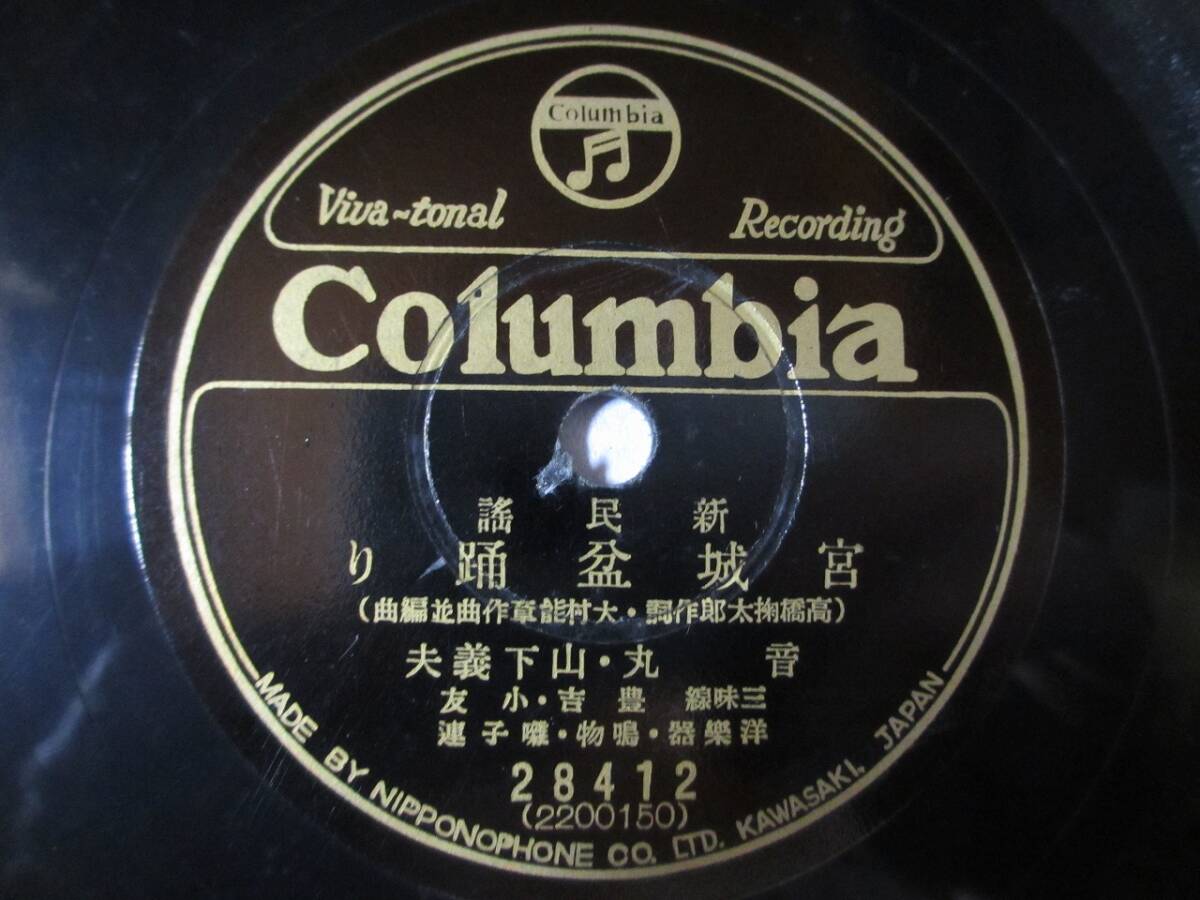 Columbia
Viva-tonal Recording
Columbia
新民謠
宮城盆踊り
(高橋掬太郎作詞・大村能章作曲並編曲)
音丸・山下義夫
三味線 豊吉・小友
洋樂器・鳴物・囃子連
28412
(2200150)
MADE BY NIPPONOPHONE CO. LTD. KAWASAKI, JAPAN